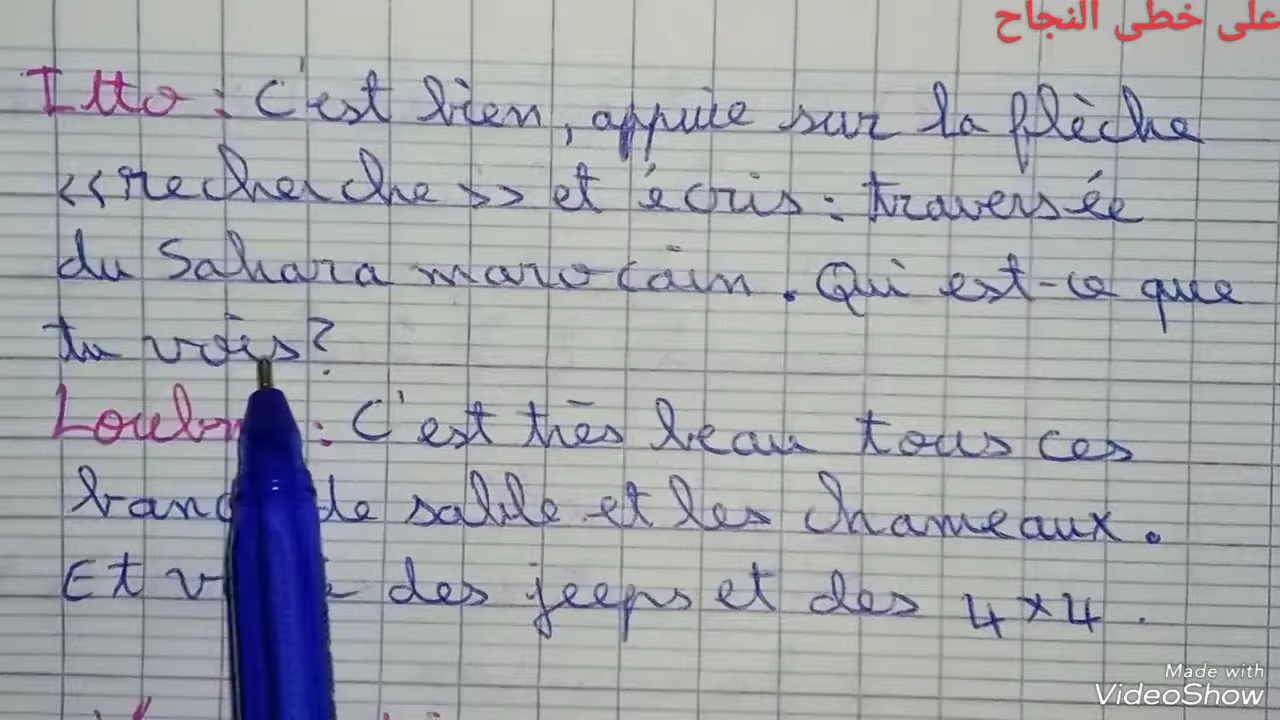 على خطى النجاح
Itto : C'est bien, appuie sur la flèche
<< recherche >> et écris : traversée
du Sahara marocain. Qui est-ce que
tu vois ?
: C'est très beau tous ces
de sable et les chameaux.
Et des jeeps et des 4x4.
Made with
VideoShow